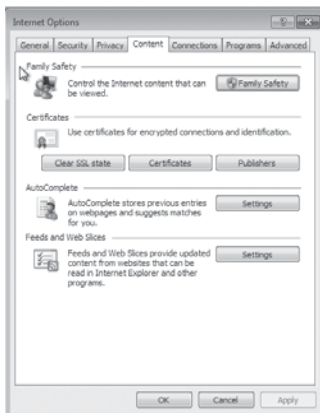 Internet Options
General Security Privacy Content Connections Programs Advanced
Family Safety
Control the Internet content that can
be viewed.
Family Safety
Certificates
Use certificates for encrypted connections and identification.
Clear SSL state Certificates Publishers
AutoComplete
AutoComplete stores previous entries
on webpages and suggests matches
for you.
Settings
Feeds and Web Slices
Feeds and Web Slices provide updated
content from websites that can be
read in Internet Explorer and other
programs.
Settings
OK Cancel Apply